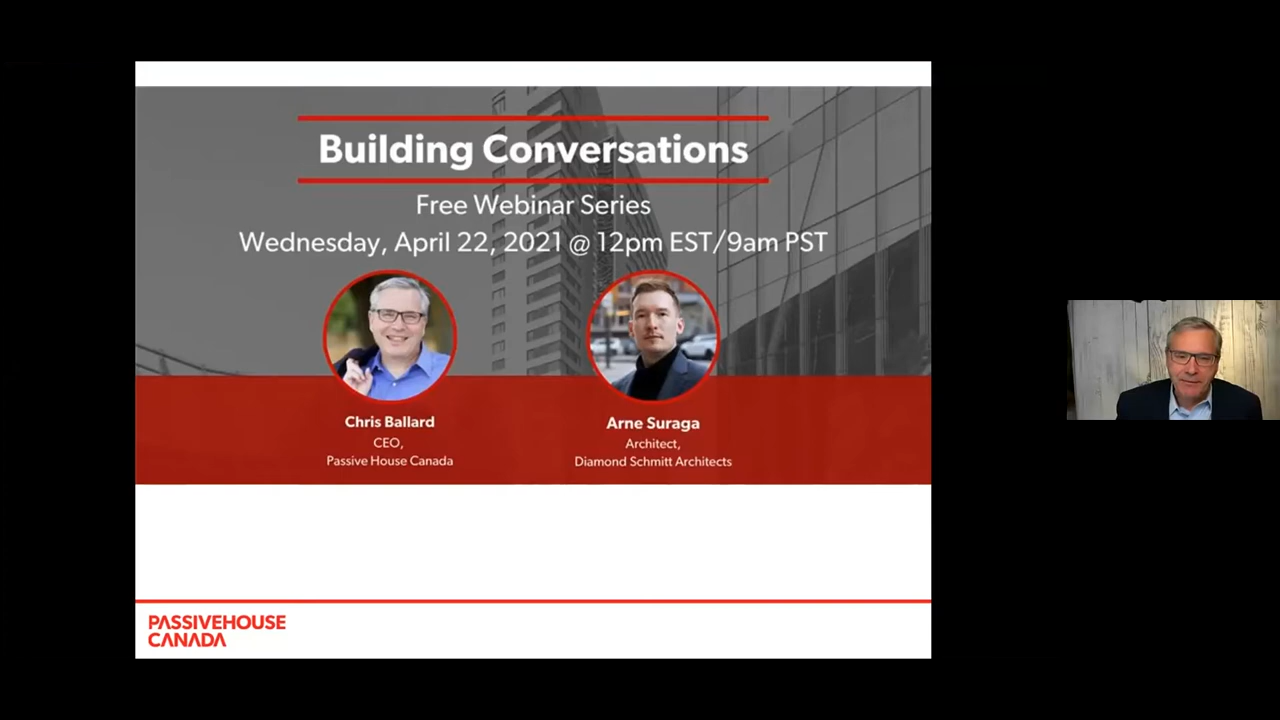 Building Conversations
Free Webinar Series
Wednesday, April 22, 2021 @ 12pm EST/9am PST
Chris Ballard
CEO,
Passive House Canada
Arne Suraga
Architect,
Diamond Schmitt Architects
PASSIVEHOUSE
CANADA